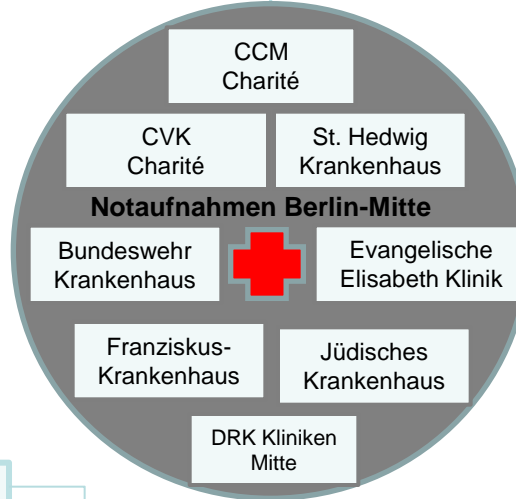 CCM
Charité
CVK
Charité
St. Hedwig
Krankenhaus
Notaufnahmen Berlin-Mitte
Bundeswehr
Krankenhaus
Evangelische
Elisabeth Klinik
Franziskus-
Krankenhaus
Jüdisches
Krankenhaus
DRK Kliniken
Mitte